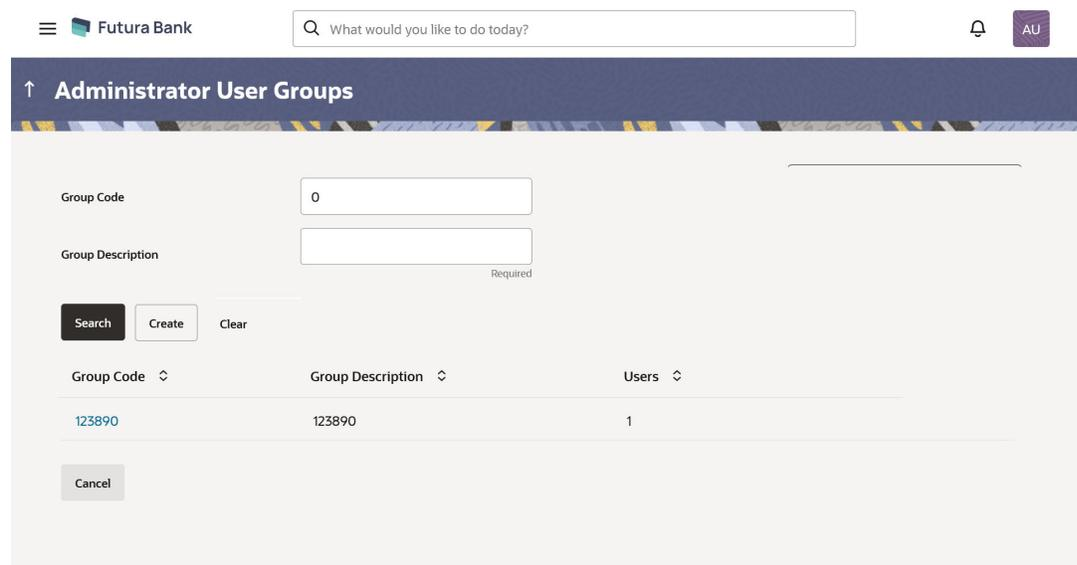 Futura Bank
What would you like to do today?
AU
Administrator User Groups
Group Code
0
Group Description
Required
Search
Create
Clear
Group Code Group Description Users
123890 123890 1
Cancel